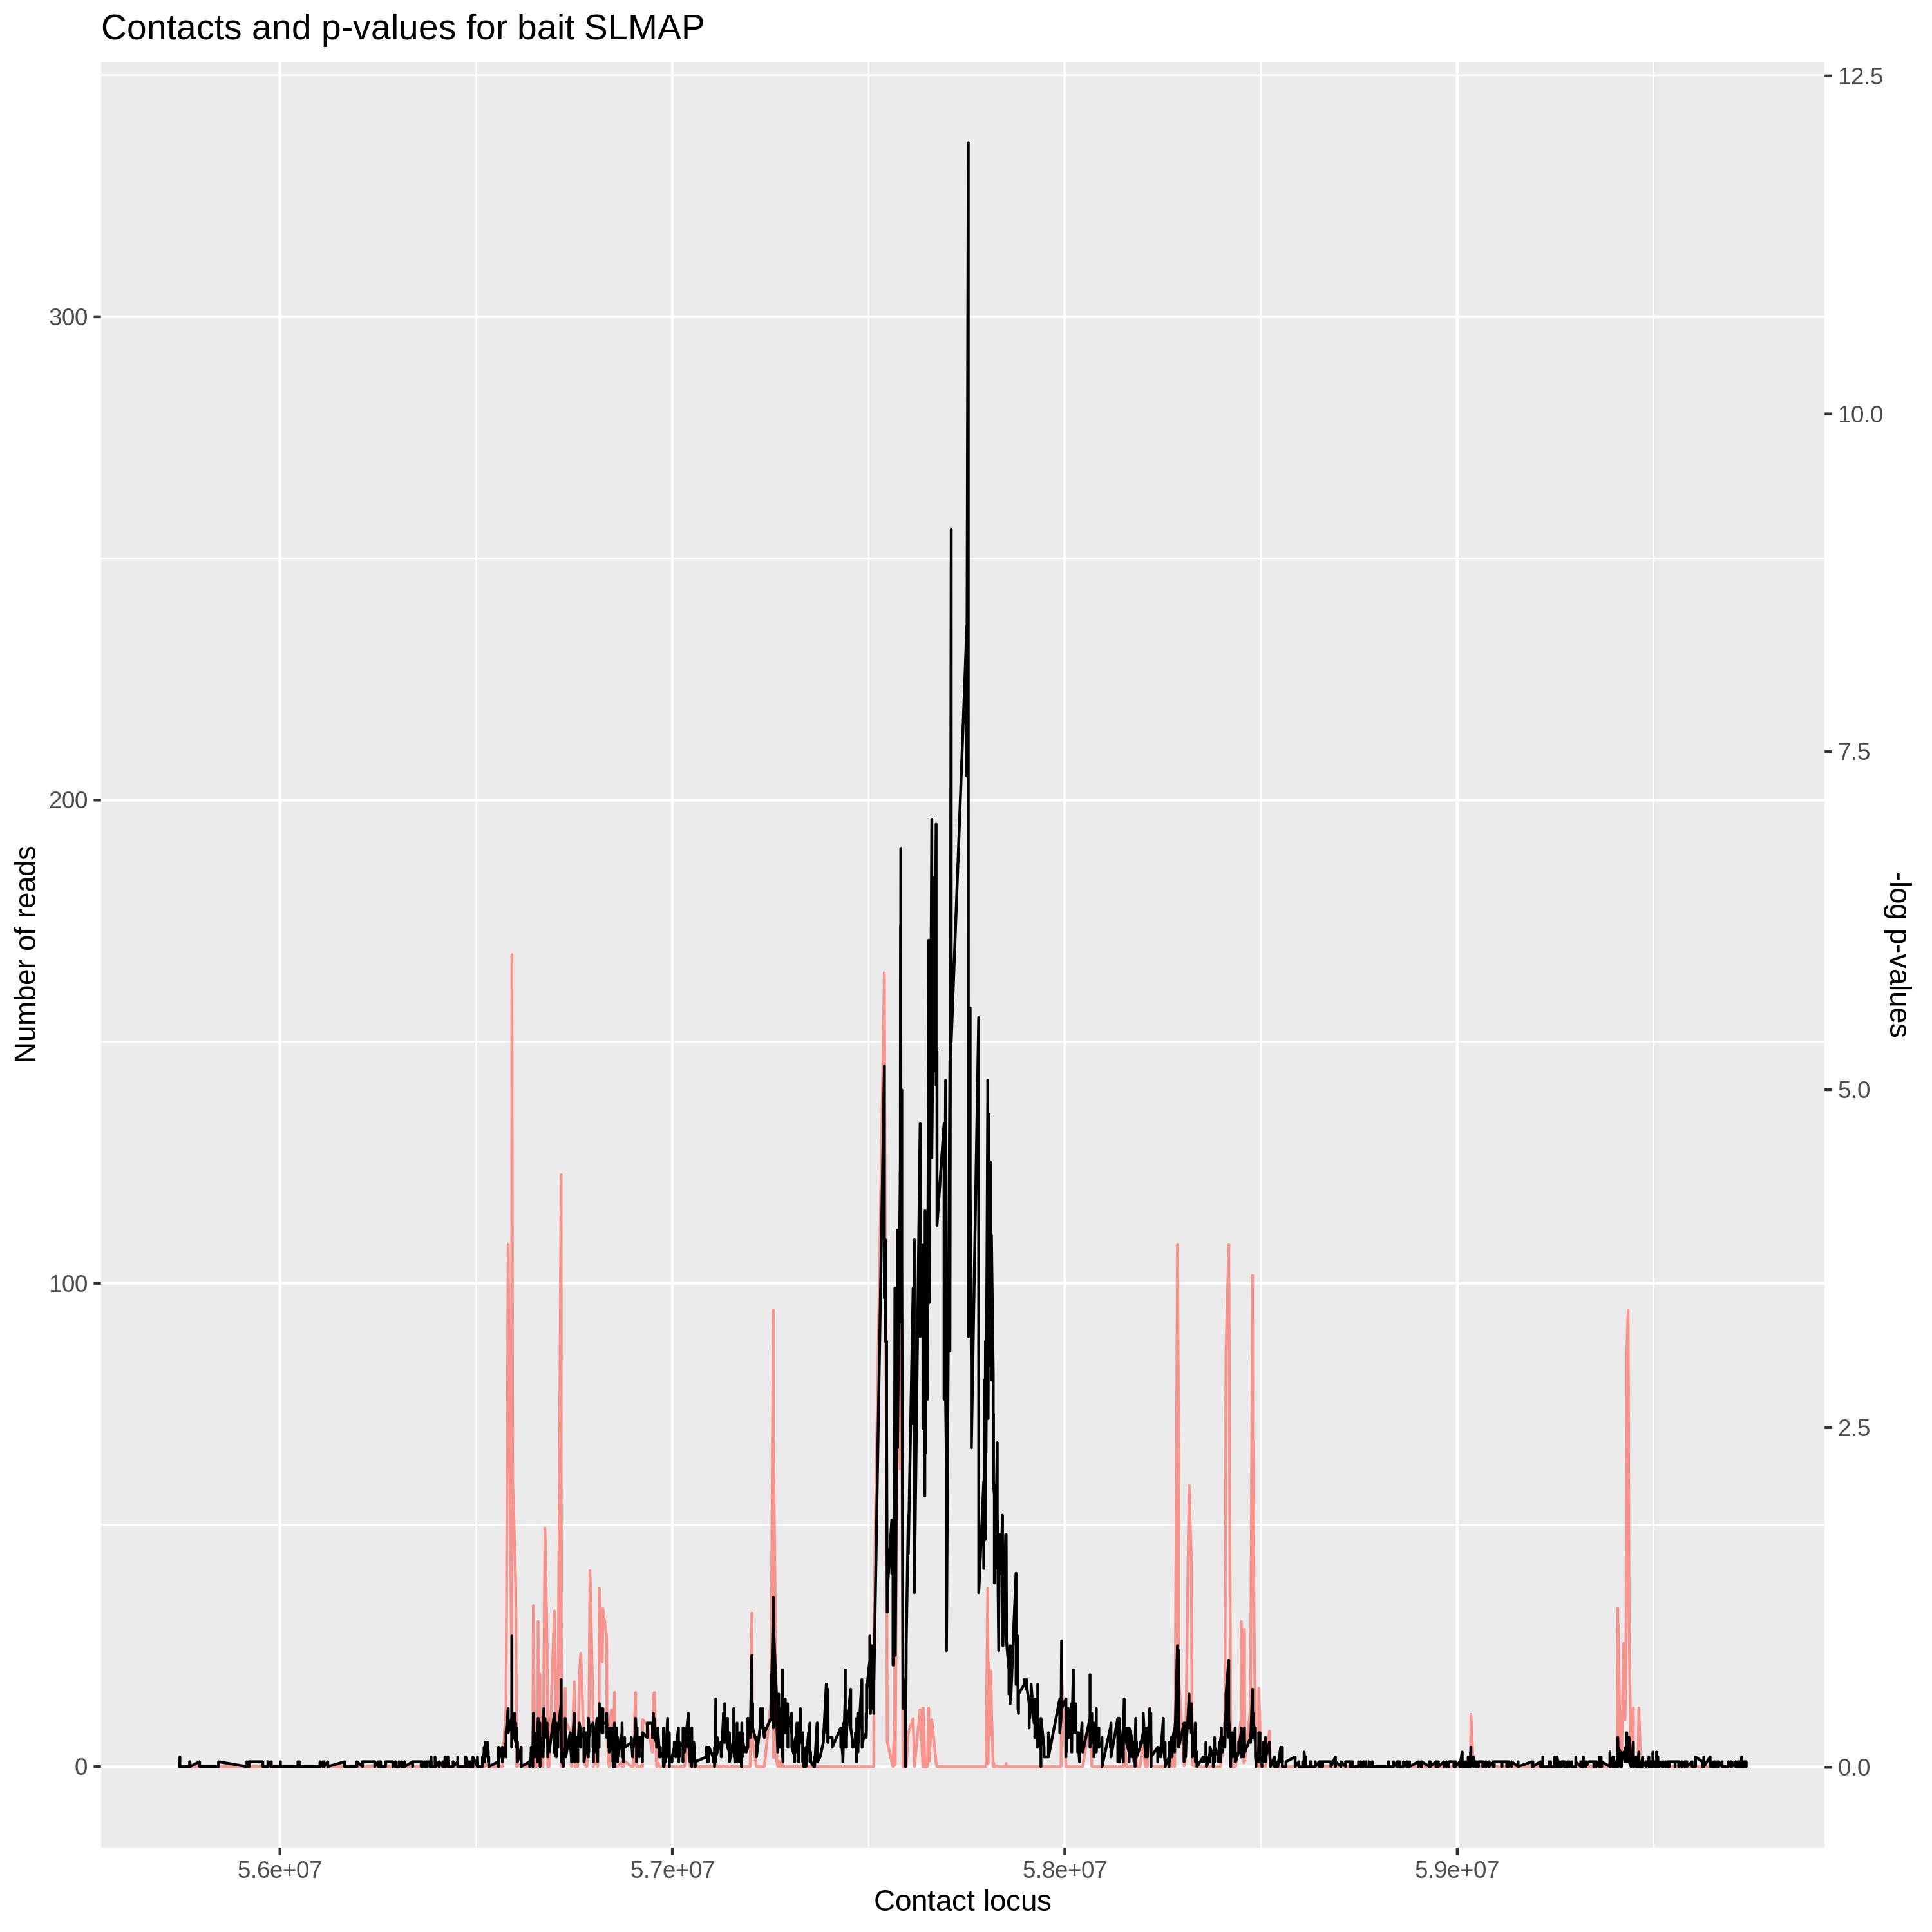 Contacts and p-values for bait SLMAP
12.5
10.0
7.5
5.0
2.5
0.0
-log p-values
300
200
100
0
Number of reads
5.6e+07
5.7e+07
5.8e+07
5.9e+07
Contact locus